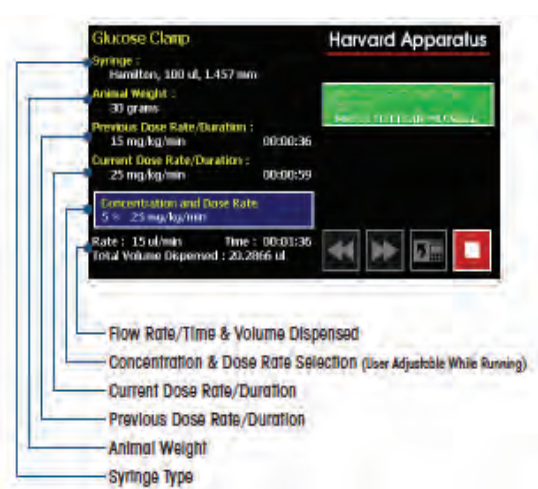 Glucose Clamp
Harvard Apparatus
Syringe :
Hamilton, 100 ul, 1.457 mm
Animal Weight :
30 grams
Previous Dose Rate/Duration :
15 mg/kg/min 00:00:36
Current Dose Rate/Duration :
25 mg/kg/min 00:00:59
Concentration and Dose Rate
5 % 25 mg/kg/min
Rate : 15 ul/min Time : 00:01:36
Total Volume Dispensed : 20.2866 ul
Flow Rate/Time & Volume Dispensed
Concentration & Dose Rate Selection (User Adjustable While Running)
Current Dose Rate/Duration
Previous Dose Rate/Duration
Animal Weight
Syringe Type